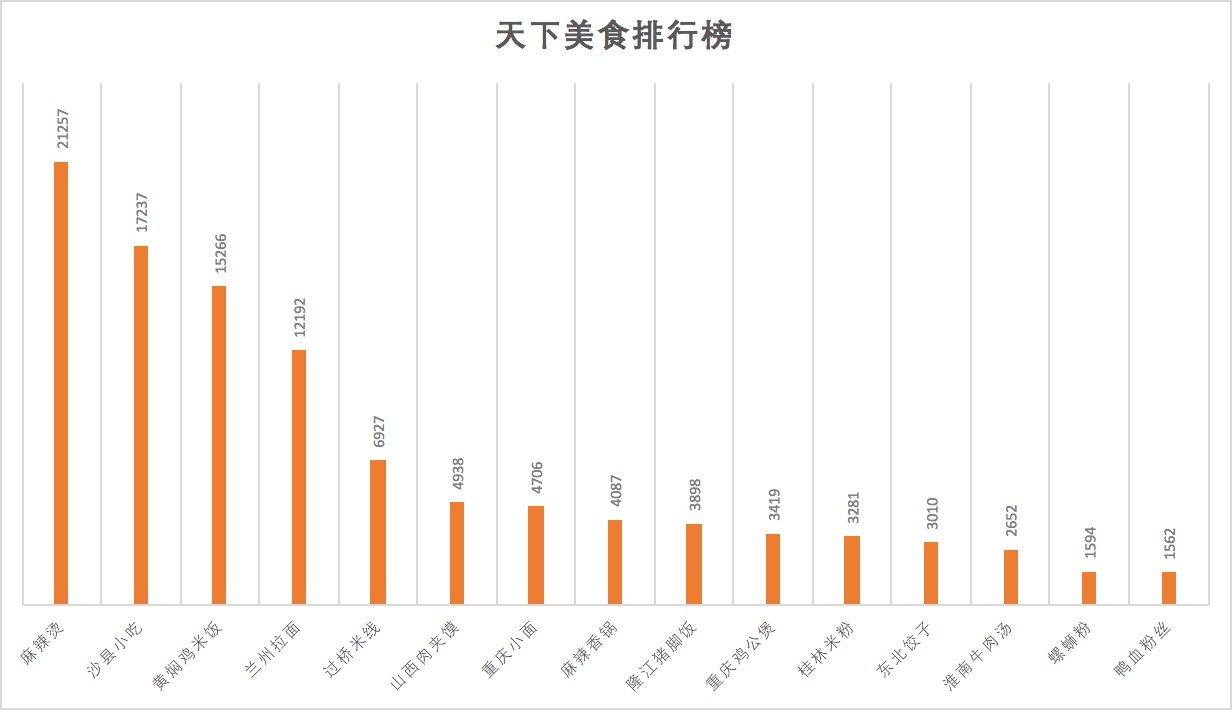 天下美食排行榜
21257
17237
15266
12192
6927
4938
4706
4087
3898
3419
3281
3010
2652
1594
1562
麻辣烫
沙县小吃
黄焖鸡米饭
兰州拉面
过桥米线
山西肉夹馍
重庆小面
麻辣香锅
隆江猪脚饭
重庆鸡公煲
桂林米粉
东北饺子
淮南牛肉汤
螺蛳粉
鸭血粉丝